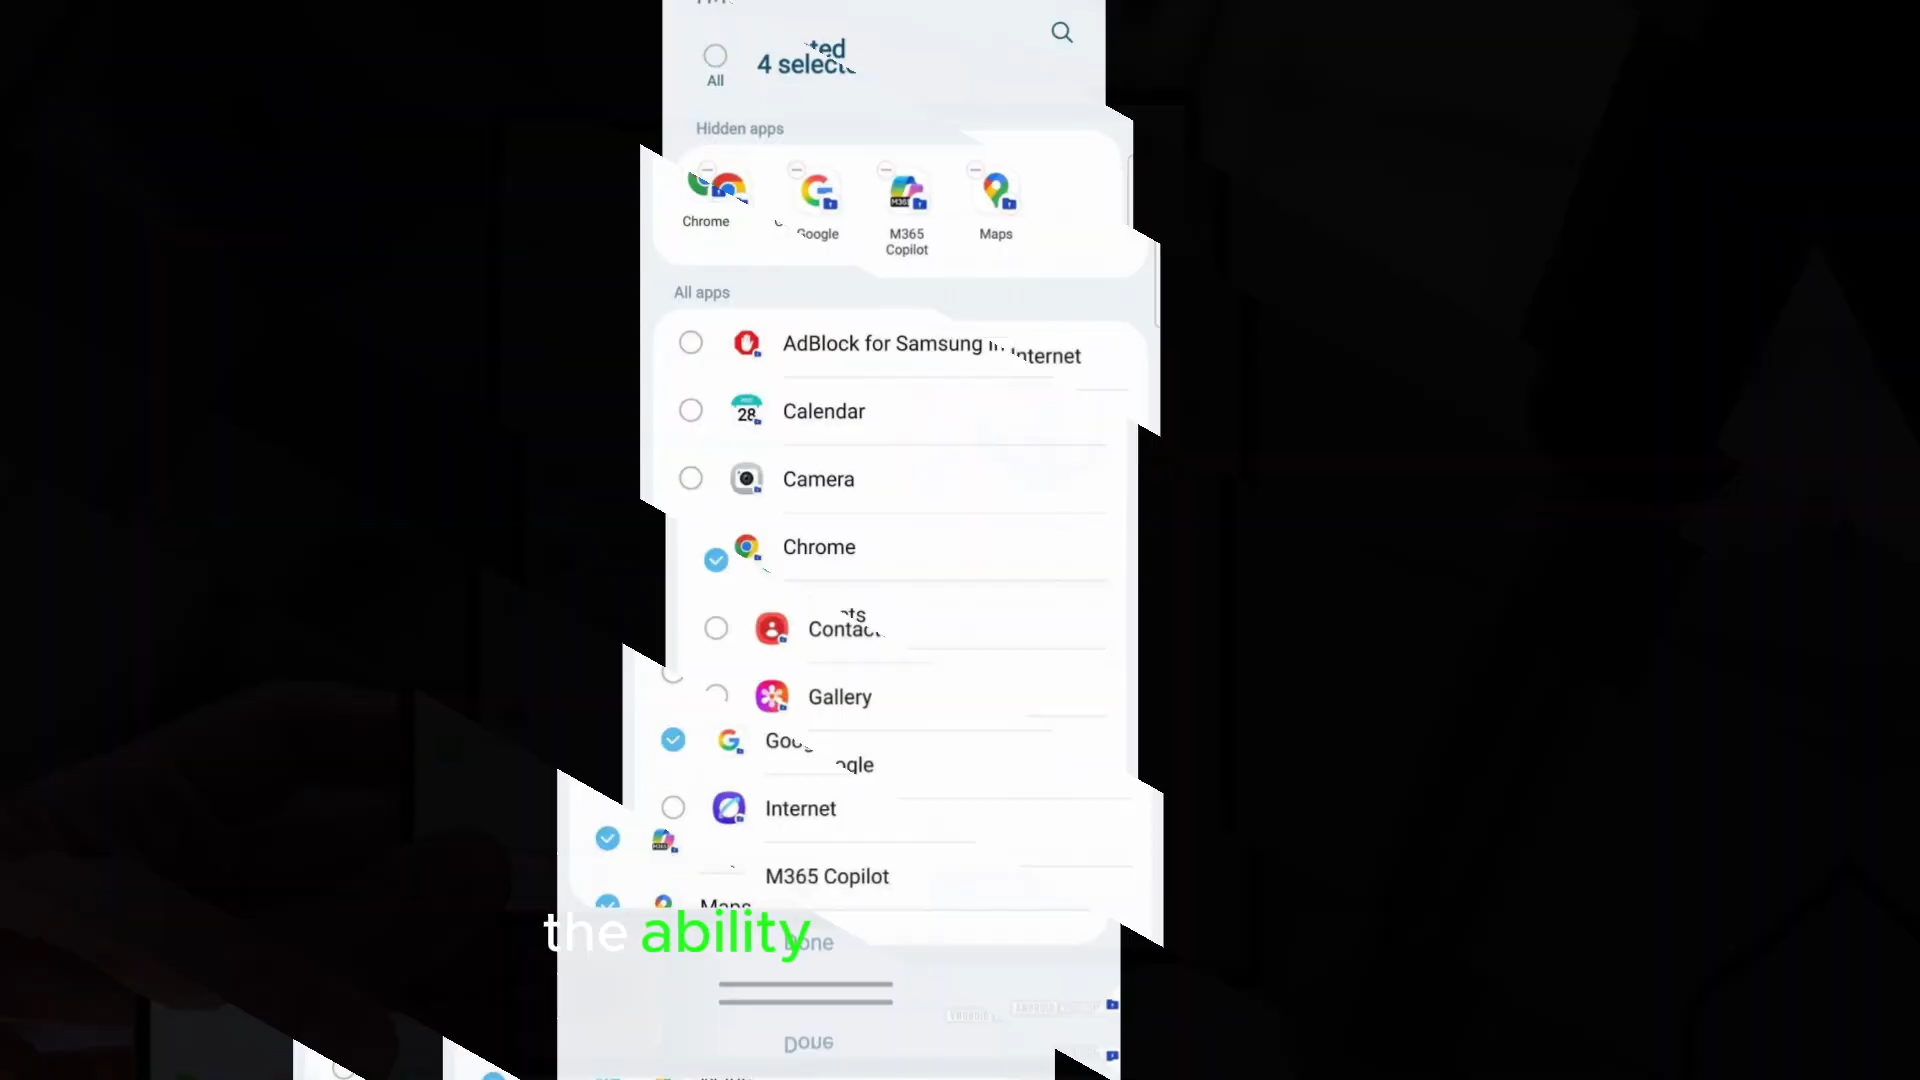 4 selected
All
Hidden apps
Chrome
Google
M365
Copilot
Maps
All apps
AdBlock for Samsung Internet
28
Calendar
Camera
Chrome
Contacts
Gallery
Google
Internet
M365 Copilot
Maps
the ability
Done